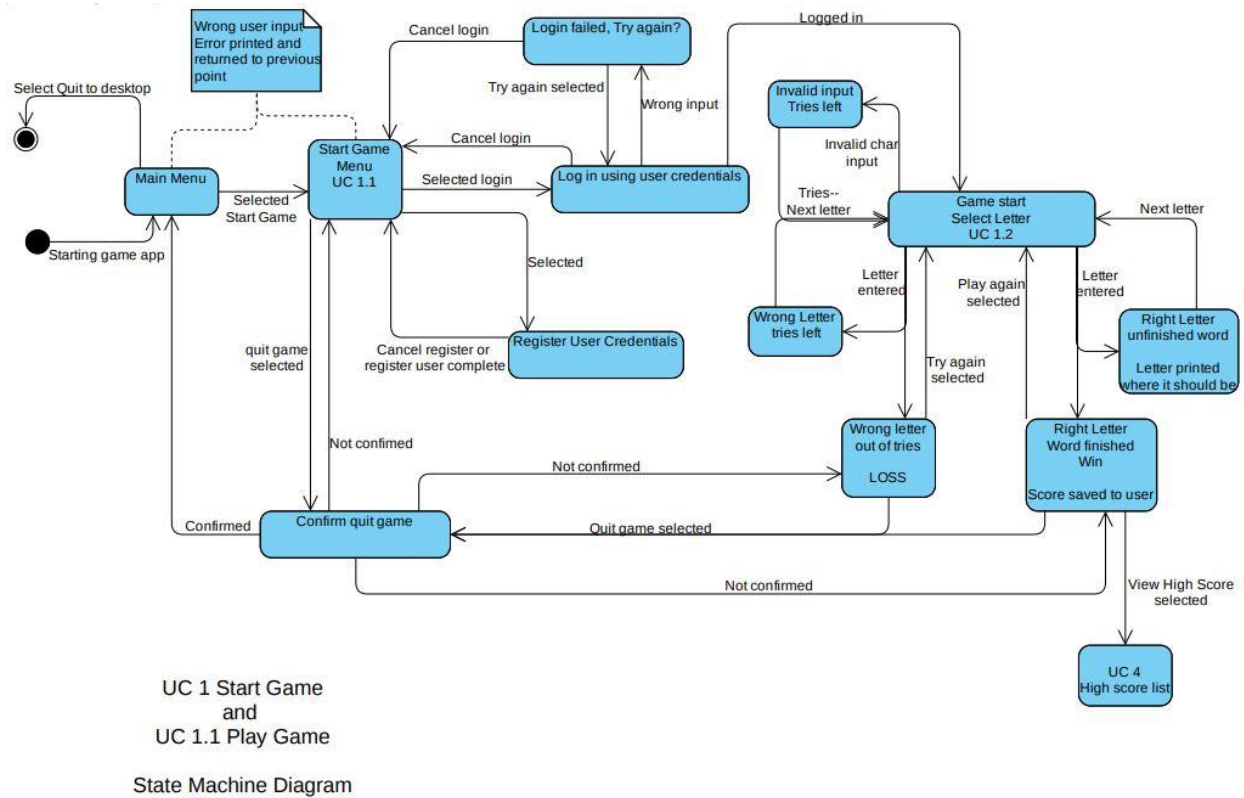 Wrong user input
Error printed and
returned to previous
point
Login failed, Try again?
Logged in
Cancel login
Select Quit to desktop
Try again selected
Wrong input
Invalid input
Tries left
Cancel login
Invalid char
input
Start Game
Menu
UC 1.1
Main Menu
Selected
Start Game
Selected login
Log in using user credentials
Tries--
Next letter
Game start
Select Letter
UC 1.2
Next letter
Starting game app
Selected
Letter
entered
Play again
selected
Letter
entered
Wrong Letter
tries left
Right Letter
unfinished word
Letter printed
where it should be
Register User Credentials
quit game
selected
Cancel register or
register user complete
Try again
selected
Not confimed
Wrong letter
out of tries
LOSS
Right Letter
Word finished
Win
Score saved to user
Not confirmed
Confirmed
Confirm quit game
Quit game selected
Not confirmed
View High Score
selected
UC 4
High score list
UC 1 Start Game
and
UC 1.1 Play Game
State Machine Diagram